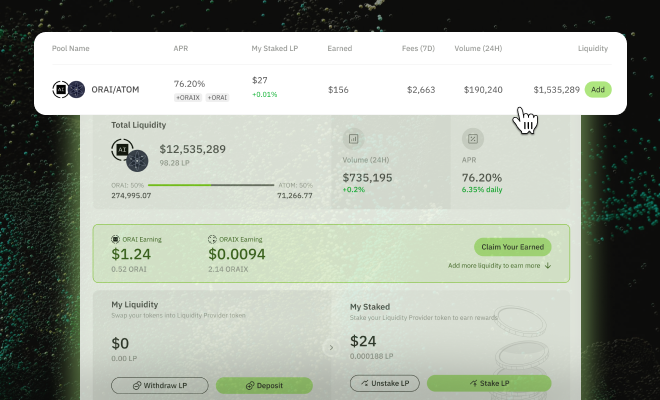 Pool Name APR My Staked LP Earned Fees (7D) Volume (24H) Liquidity
AI ORAI/ATOM 76.20% $27 $156 $2,663 $190,240 $1,535,289 Add
+ORAIX +ORAI +0.01%
Total Liquidity
AI $12,535,289
98.28 LP
ORAI: 50% ATOM: 50%
274,995.07 71,266.77
Volume (24H)
$735,195
+0.2%
APR
76.20%
6.35% daily
ORAI Earning
$1.24
0.52 ORAI
ORAIX Earning
$0.0094
2.14 ORAIX
Claim Your Earned
Add more liquidity to earn more ↓
My Liquidity
Swap your tokens into Liquidity Provider token
$0
0.00 LP
Withdraw LP Deposit
My Staked
Stake your Liquidity Provider token to earn rewards
$24
0.000188 LP
Unstake LP Stake LP